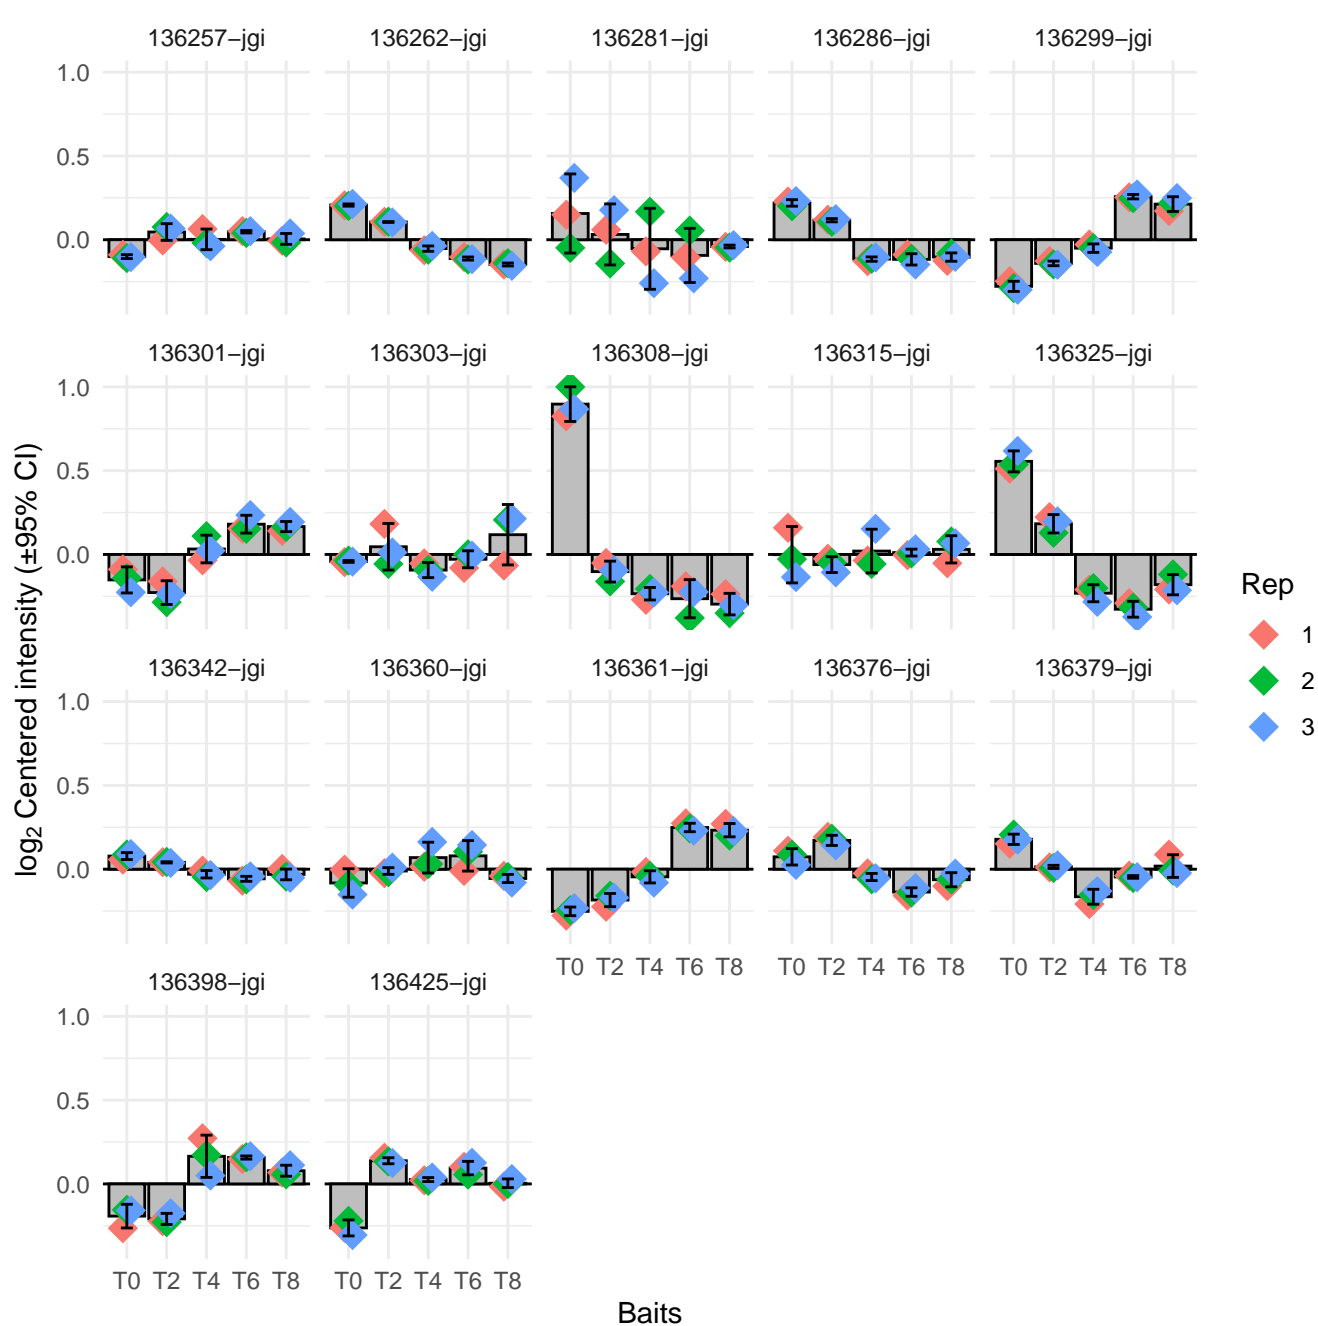 136257−jgi 136262−jgi 136281−jgi 136286−jgi 136299−jgi
1.0
0.5
0.0
136301−jgi 136303−jgi 136308−jgi 136315−jgi 136325−jgi
1.0
0.5
0.0
136342−jgi 136360−jgi 136361−jgi 136376−jgi 136379−jgi
1.0
0.5
0.0
T0 T2 T4 T6 T8 T0 T2 T4 T6 T8 T0 T2 T4 T6 T8
136398−jgi 136425−jgi
1.0
0.5
0.0
T0 T2 T4 T6 T8 T0 T2 T4 T6 T8
Baits
log₂ Centered intensity (±95% CI)
Rep
1
2
3